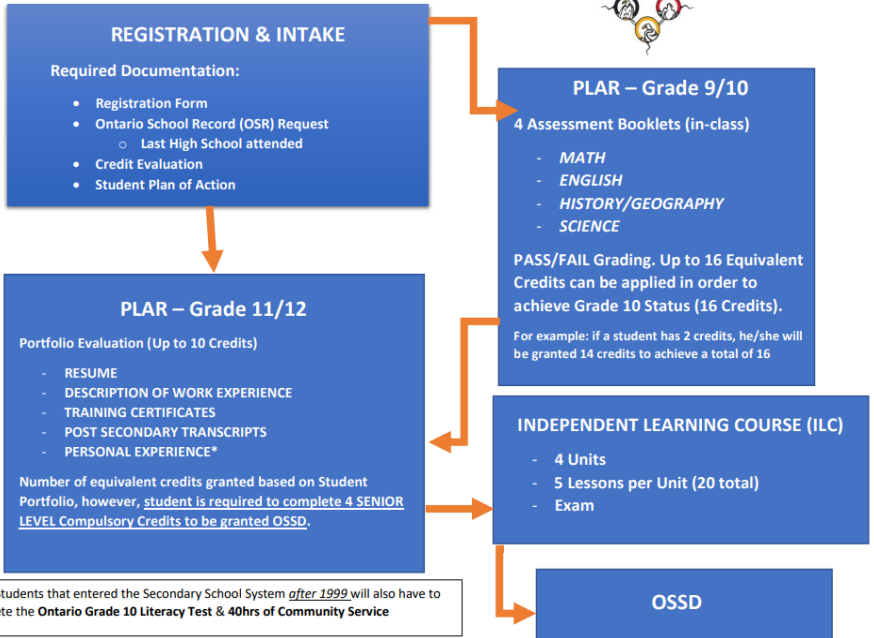 REGISTRATION & INTAKE
Required Documentation:
• Registration Form
• Ontario School Record (OSR) Request
o Last High School attended
• Credit Evaluation
• Student Plan of Action
PLAR – Grade 9/10
4 Assessment Booklets (in-class)
- MATH
- ENGLISH
- HISTORY/GEOGRAPHY
- SCIENCE
PASS/FAIL Grading. Up to 16 Equivalent
Credits can be applied in order to
achieve Grade 10 Status (16 Credits).
For example: if a student has 2 credits, he/she will
be granted 14 credits to achieve a total of 16
PLAR – Grade 11/12
Portfolio Evaluation (Up to 10 Credits)
- RESUME
- DESCRIPTION OF WORK EXPERIENCE
- TRAINING CERTIFICATES
- POST SECONDARY TRANSCRIPTS
- PERSONAL EXPERIENCE*
Number of equivalent credits granted based on Student
Portfolio, however, student is required to complete 4 SENIOR
LEVEL Compulsory Credits to be granted OSSD.
INDEPENDENT LEARNING COURSE (ILC)
- 4 Units
- 5 Lessons per Unit (20 total)
- Exam
OSSD
tudents that entered the Secondary School System after 1999 will also have to
ete the Ontario Grade 10 Literacy Test & 40hrs of Community Service